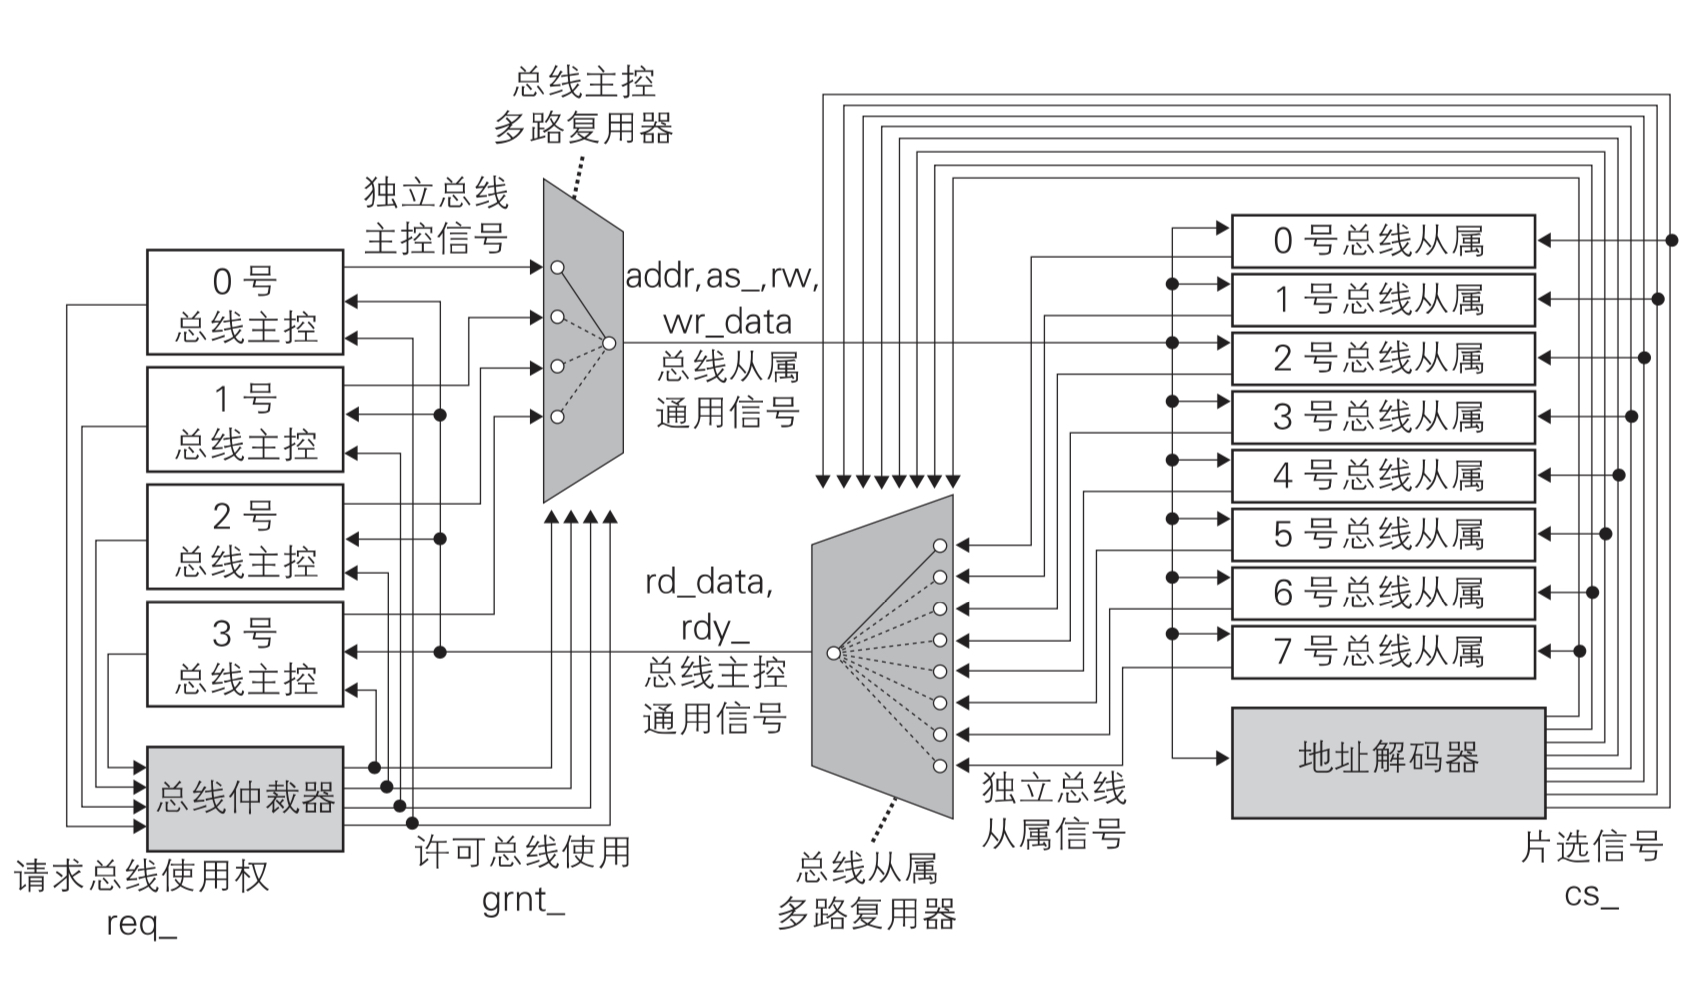 总线主控
多路复用器
独立总线
主控信号
0 号
总线主控
1 号
总线主控
2 号
总线主控
3 号
总线主控
总线仲裁器
请求总线使用权
req_
许可总线使用
grnt_
addr,as_,rw,
wr_data
总线从属
通用信号
rd_data,
rdy_
总线主控
通用信号
总线从属
多路复用器
独立总线
从属信号
0 号总线从属
1 号总线从属
2 号总线从属
3 号总线从属
4 号总线从属
5 号总线从属
6 号总线从属
7 号总线从属
地址解码器
片选信号
cs_